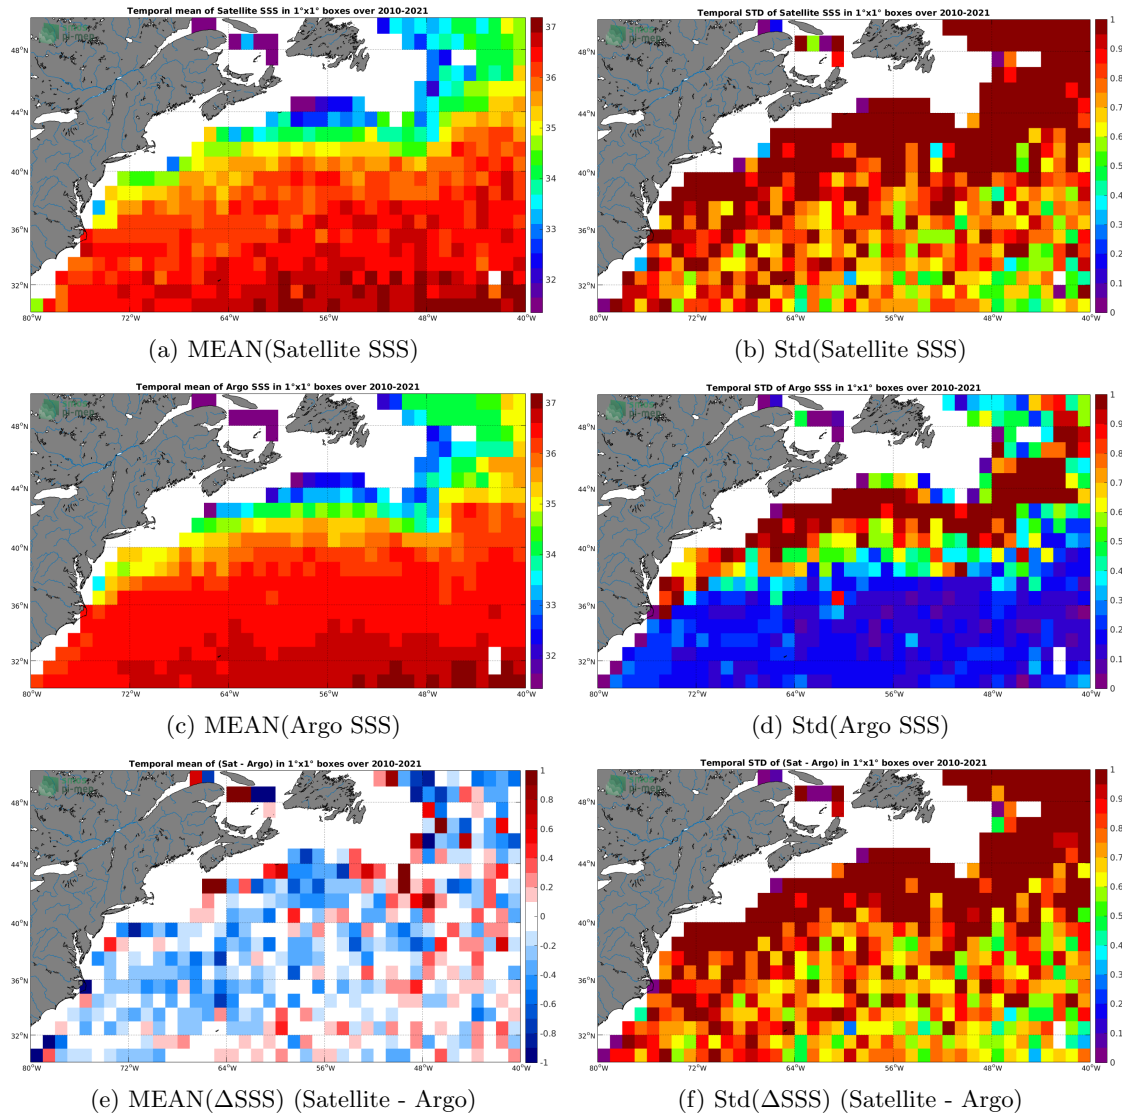 Temporal mean of Satellite SSS in 1°x1° boxes over 2010-2021
pi-mep
48°N
44°N
40°N
36°N
32°N
80°W 72°W 64°W 56°W 48°W 40°W
37
36
35
34
33
32
(a) MEAN(Satellite SSS)
Temporal STD of Satellite SSS in 1°x1° boxes over 2010-2021
pi-mep
48°N
44°N
40°N
36°N
32°N
80°W 72°W 64°W 56°W 48°W 40°W
1
0.9
0.8
0.7
0.6
0.5
0.4
0.3
0.2
0.1
0
(b) Std(Satellite SSS)
Temporal mean of Argo SSS in 1°x1° boxes over 2010-2021
pi-mep
48°N
44°N
40°N
36°N
32°N
80°W 72°W 64°W 56°W 48°W 40°W
37
36
35
34
33
32
(c) MEAN(Argo SSS)
Temporal STD of Argo SSS in 1°x1° boxes over 2010-2021
pi-mep
48°N
44°N
40°N
36°N
32°N
80°W 72°W 64°W 56°W 48°W 40°W
1
0.9
0.8
0.7
0.6
0.5
0.4
0.3
0.2
0.1
0
(d) Std(Argo SSS)
Temporal mean of (Sat - Argo) in 1°x1° boxes over 2010-2021
pi-mep
48°N
44°N
40°N
36°N
32°N
80°W 72°W 64°W 56°W 48°W 40°W
1
0.8
0.6
0.4
0.2
0
-0.2
-0.4
-0.6
-0.8
-1
(e) MEAN(ΔSSS) (Satellite - Argo)
Temporal STD of (Sat - Argo) in 1°x1° boxes over 2010-2021
pi-mep
48°N
44°N
40°N
36°N
32°N
80°W 72°W 64°W 56°W 48°W 40°W
1
0.9
0.8
0.7
0.6
0.5
0.4
0.3
0.2
0.1
0
(f) Std(ΔSSS) (Satellite - Argo)